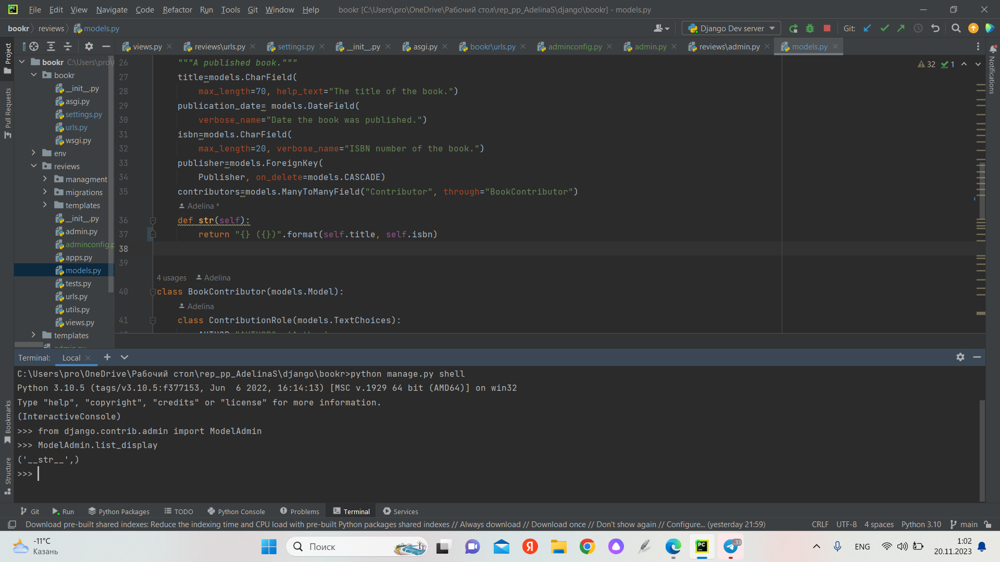 File Edit View Navigate Code Refactor Run Tools Git Window Help bookr [C:\Users\pro\OneDrive\Рабочий стол\rep_pp_AdelinaS\django\bookr] - models.py
bookr reviews models.py Django Dev server Git:
views.py reviews\urls.py settings.py __init__.py asgi.py bookr\urls.py adminconfig.py admin.py reviews\admin.py models.py
Project
Pull Requests
Bookmarks
Structure
Notifications
bookr C:\Users\pro\
bookr
__init__.py
asgi.py
settings.py
urls.py
wsgi.py
env
reviews
managment
migrations
templates
__init__.py
admin.py
adminconfig.p
apps.py
models.py
tests.py
urls.py
utils.py
views.py
templates
admin.py
32 1
26 """A published book."""
27 title=models.CharField(
28 max_length=70, help_text="The title of the book.")
29 publication_date= models.DateField(
30 verbose_name="Date the book was published.")
31 isbn=models.CharField(
32 max_length=20, verbose_name="ISBN number of the book.")
33 publisher=models.ForeignKey(
34 Publisher, on_delete=models.CASCADE)
35 contributors=models.ManyToManyField("Contributor", through="BookContributor")
Adelina *
36 def str(self):
37 return "{} ({})".format(self.title, self.isbn)
38
39
4 usages Adelina
40 class BookContributor(models.Model):
Adelina
41 class ContributionRole(models.TextChoices):
Terminal: Local
C:\Users\pro\OneDrive\Рабочий стол\rep_pp_AdelinaS\django\bookr>python manage.py shell
Python 3.10.5 (tags/v3.10.5:f377153, Jun  6 2022, 16:14:13) [MSC v.1929 64 bit (AMD64)] on win32
Type "help", "copyright", "credits" or "license" for more information.
(InteractiveConsole)
>>> from django.contrib.admin import ModelAdmin
>>> ModelAdmin.list_display
('__str__',)
>>>
Git Run Python Packages TODO Python Console Problems Terminal Services
Download pre-built shared indexes: Reduce the indexing time and CPU load with pre-built Python packages shared indexes // Always download // Download once // Don't show again // Configure... (yesterday 21:59) CRLF UTF-8 4 spaces Python 3.10 main
-11°C
Казань
Поиск
ENG
1:02
20.11.2023